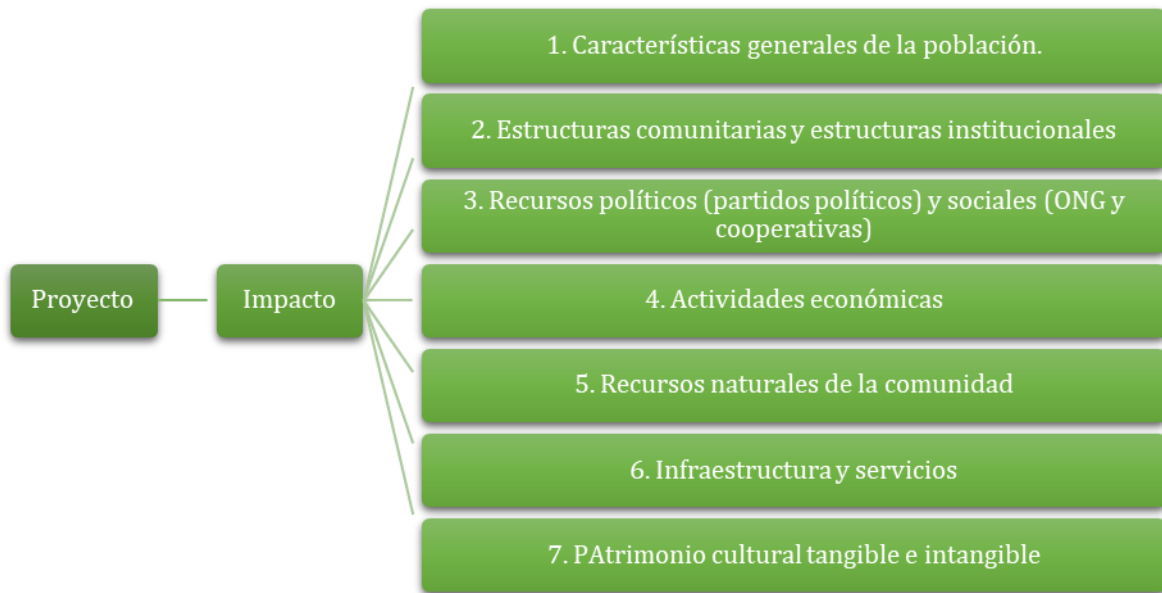 1. Características generales de la población.
2. Estructuras comunitarias y estructuras institucionales
3. Recursos políticos (partidos políticos) y sociales (ONG y
cooperativas)
Proyecto
Impacto
4. Actividades económicas
5. Recursos naturales de la comunidad
6. Infraestructura y servicios
7. PAtrimonio cultural tangible e intangible